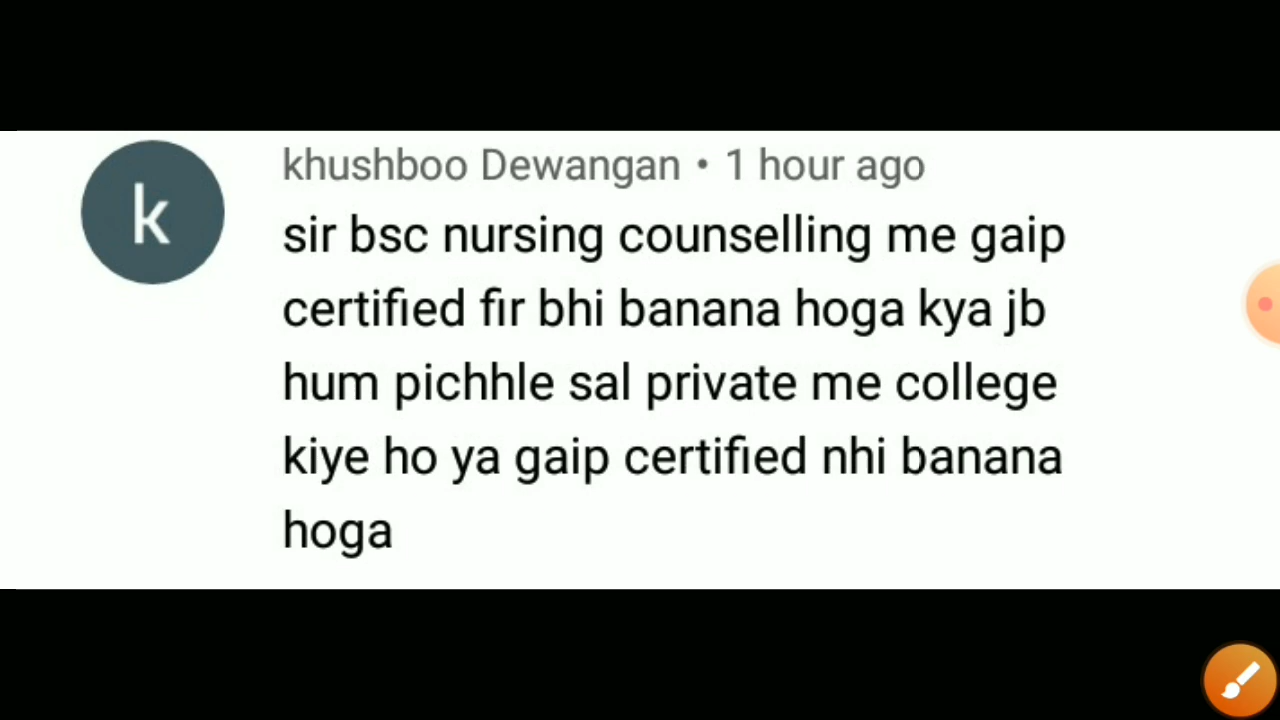 k
khushboo Dewangan • 1 hour ago
sir bsc nursing counselling me gaip
certified fir bhi banana hoga kya jb
hum pichhle sal private me college
kiye ho ya gaip certified nhi banana
hoga